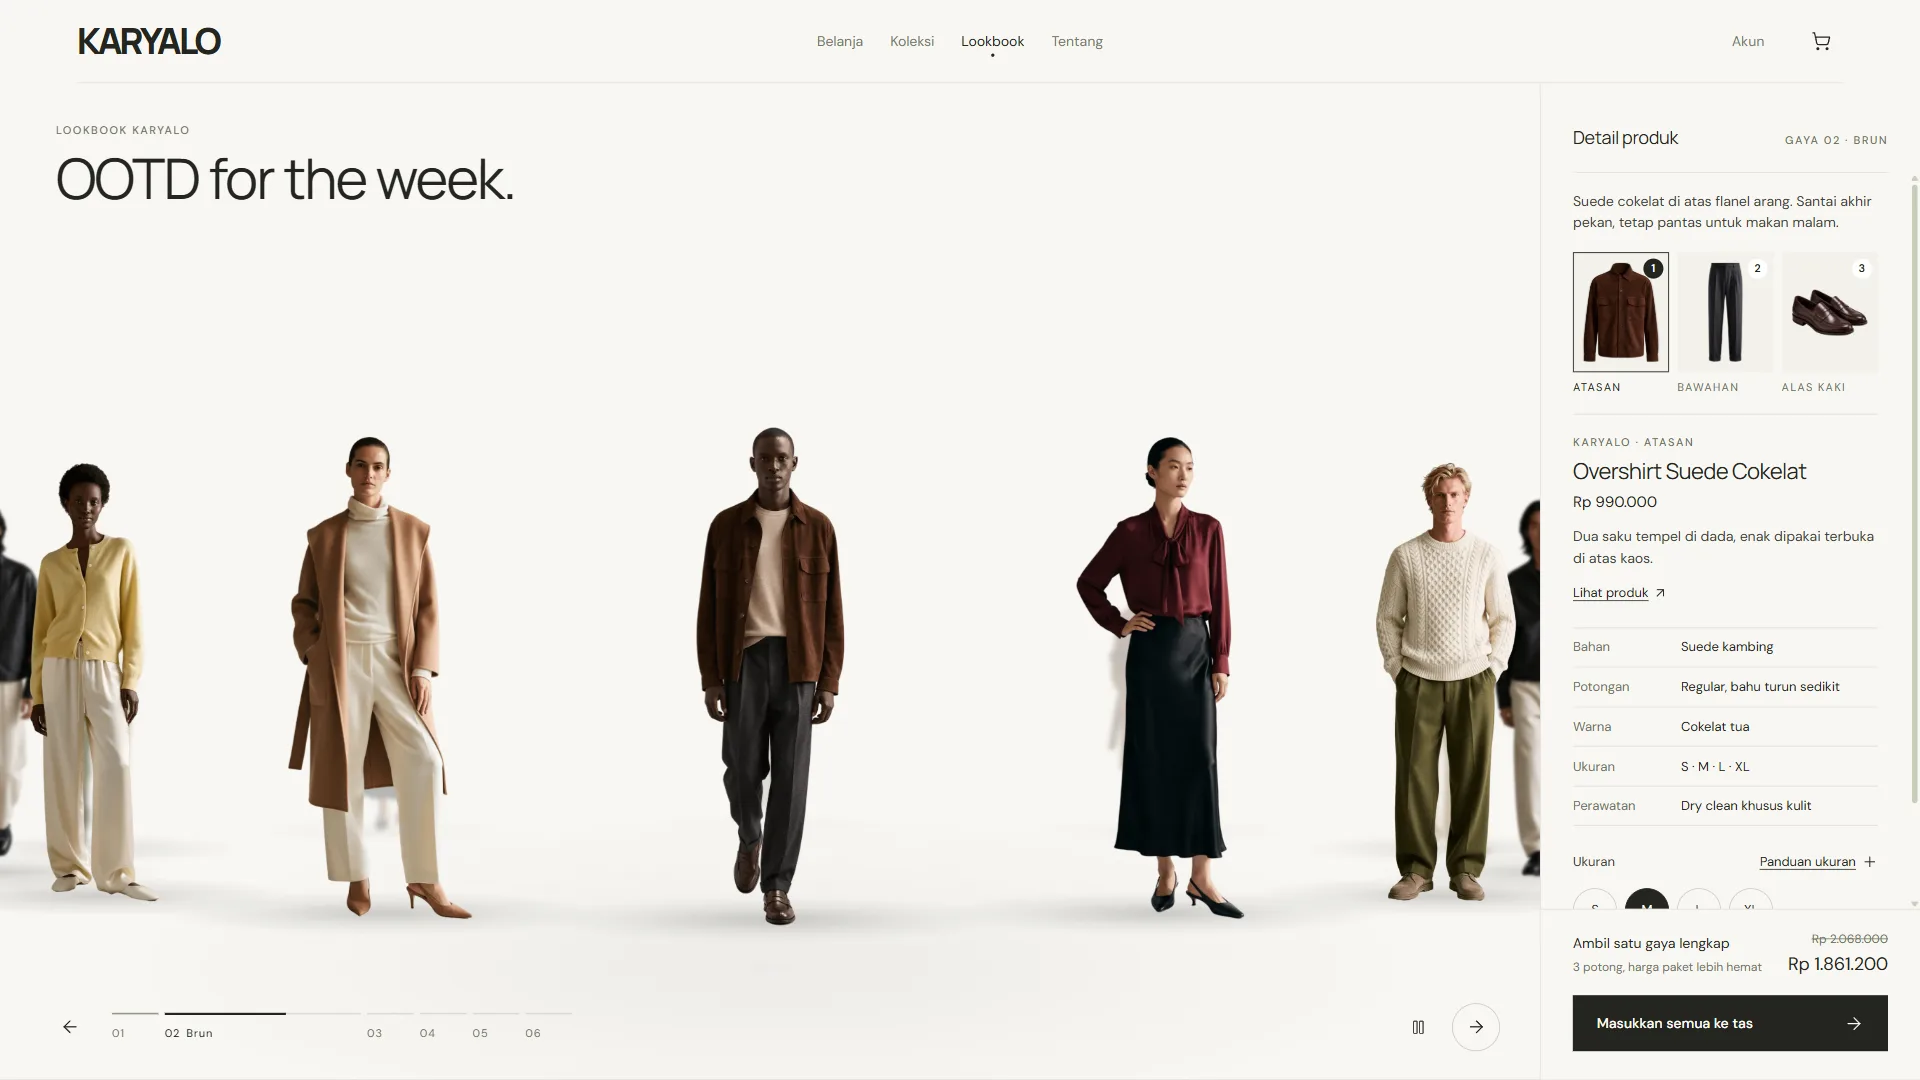 KARYALO
Belanja
Koleksi
Lookbook
Tentang
Akun
LOOKBOOK KARYALO
OOTD for the week.
01
02 Brun
03
04
05
06
Detail produk
GAYA 02 · BRUN
Suede cokelat di atas flanel arang. Santai akhir
pekan, tetap pantas untuk makan malam.
1
2
3
ATASAN
BAWAHAN
ALAS KAKI
KARYALO · ATASAN
Overshirt Suede Cokelat
Rp 990.000
Dua saku tempel di dada, enak dipakai terbuka
di atas kaos.
Lihat produk
Bahan
Suede kambing
Potongan
Regular, bahu turun sedikit
Warna
Cokelat tua
Ukuran
S · M · L · XL
Perawatan
Dry clean khusus kulit
Ukuran
Panduan ukuran
S
M
L
XL
Ambil satu gaya lengkap
Rp 2.068.000
3 potong, harga paket lebih hemat
Rp 1.861.200
Masukkan semua ke tas